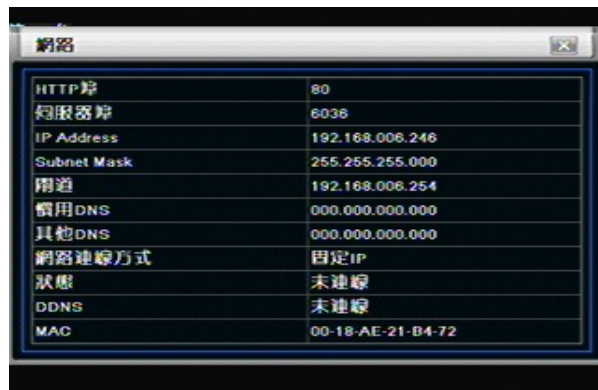 網路
HTTP埠 80
伺服器埠 6036
IP Address 192.168.006.246
Subnet Mask 255.255.255.000
閘道 192.168.006.254
慣用DNS 000.000.000.000
其他DNS 000.000.000.000
網路連線方式 固定IP
狀態 未連線
DDNS 未連線
MAC 00-18-AE-21-B4-72